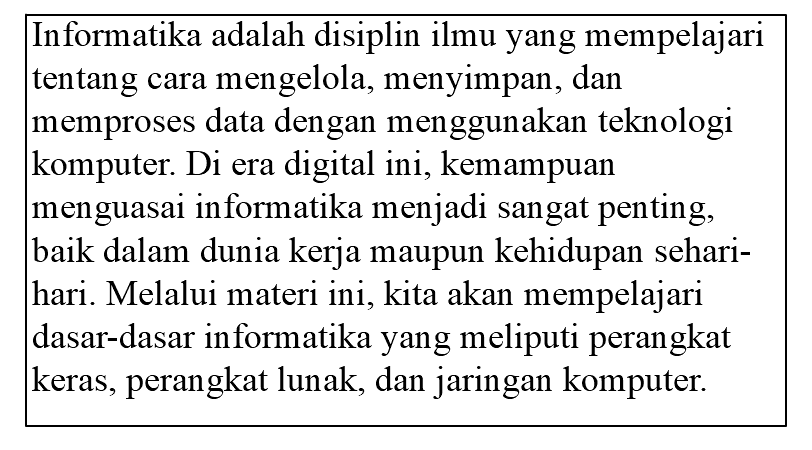 Informatika adalah disiplin ilmu yang mempelajari
tentang cara mengelola, menyimpan, dan
memproses data dengan menggunakan teknologi
komputer. Di era digital ini, kemampuan
menguasai informatika menjadi sangat penting,
baik dalam dunia kerja maupun kehidupan sehari-
hari. Melalui materi ini, kita akan mempelajari
dasar-dasar informatika yang meliputi perangkat
keras, perangkat lunak, dan jaringan komputer.